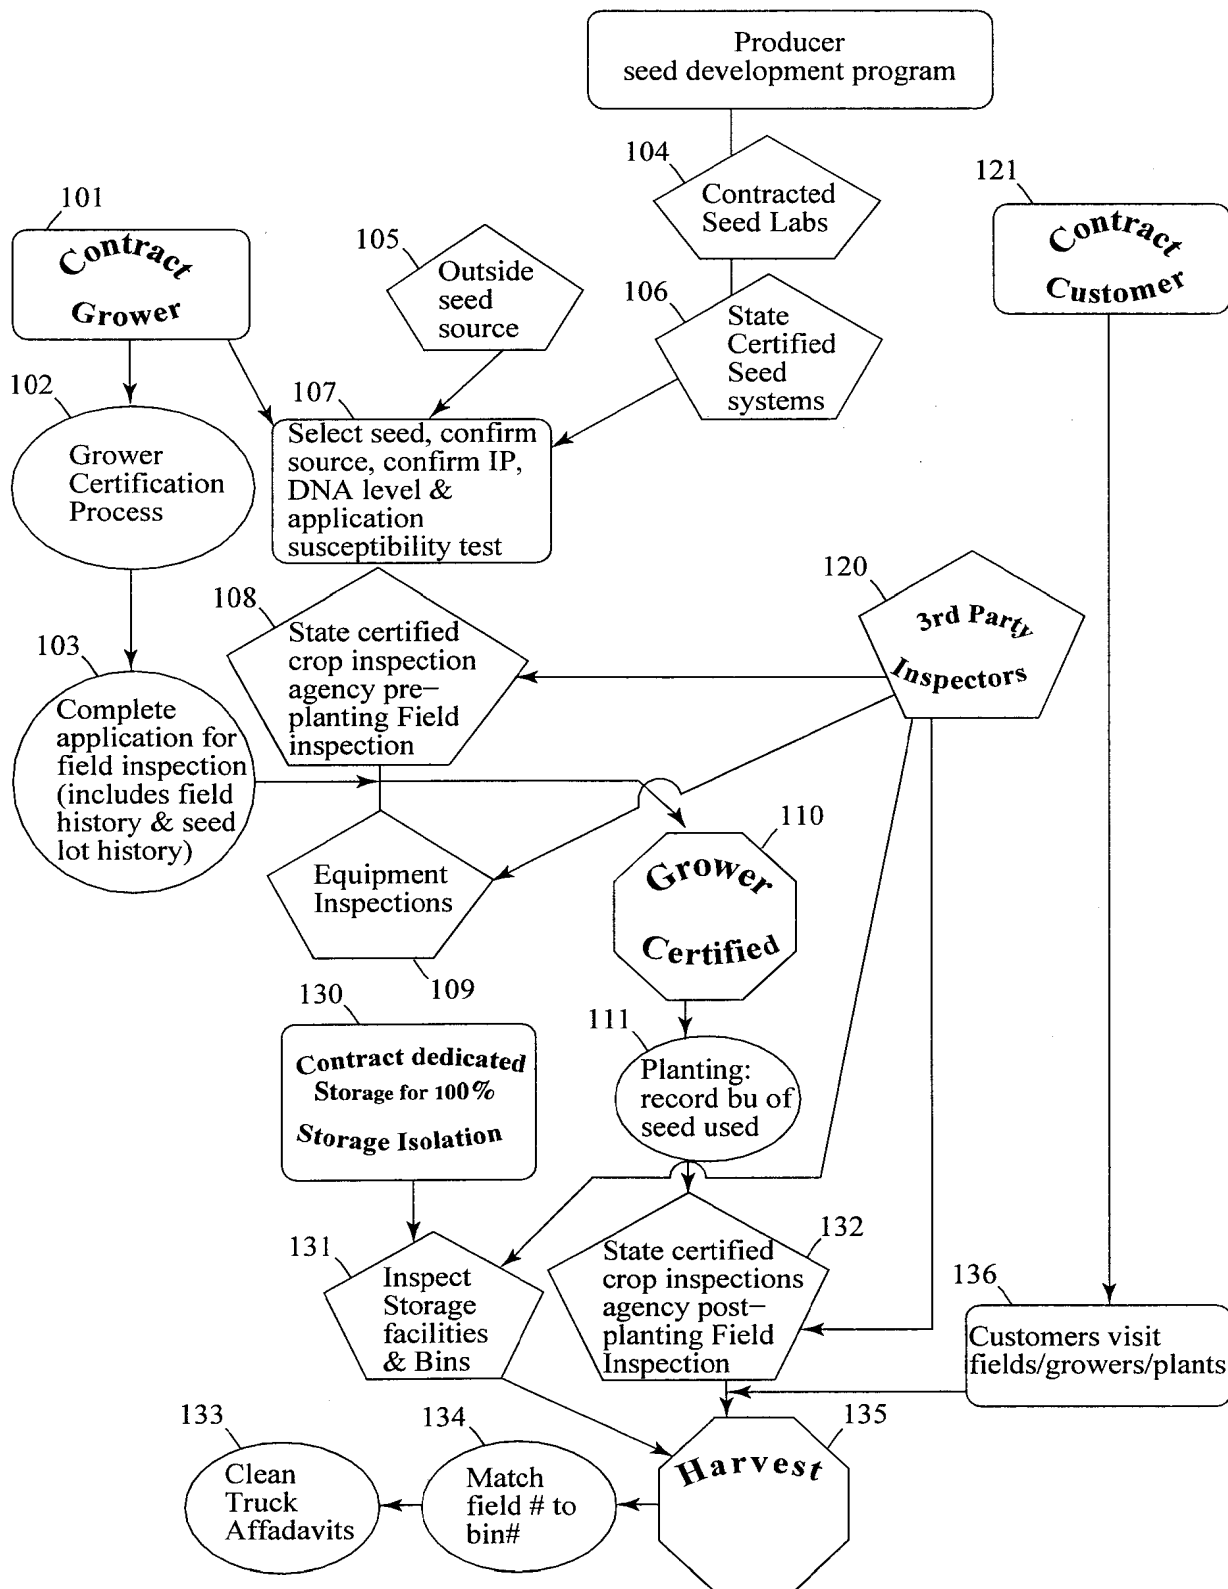 Producer
seed development program
104
Contracted
Seed Labs
121
Contract
Customer
101
Contract
Grower
105
Outside
seed
source
106
State
Certified
Seed
systems
102
Grower
Certification
Process
107
Select seed, confirm
source, confirm IP,
DNA level &
application
susceptibility test
120
3rd Party
Inspectors
108
State certified
crop inspection
agency pre-
planting Field
inspection
103
Complete
application for
field inspection
(includes field
history & seed
lot history)
110
Grower
Certified
Equipment
Inspections
109
130
Contract dedicated
Storage for 100%
Storage Isolation
111
Planting:
record bu of
seed used
131
Inspect
Storage
facilities
& Bins
132
State certified
crop inspections
agency post-
planting Field
Inspection
136
Customers visit
fields/growers/plants
133
Clean
Truck
Affadavits
134
Match
field # to
bin#
135
Harvest